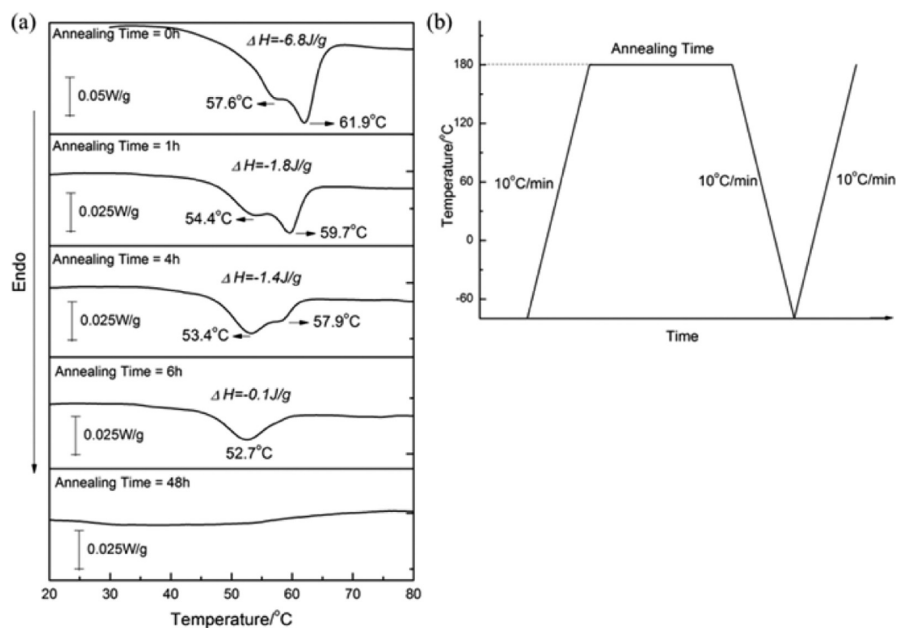 (a)
Annealing Time = 0h
ΔH=-6.8J/g
0.05W/g
57.6°C
61.9°C
Annealing Time = 1h
ΔH=-1.8J/g
0.025W/g
54.4°C
59.7°C
Annealing Time = 4h
ΔH=-1.4J/g
0.025W/g
53.4°C
57.9°C
Annealing Time = 6h
ΔH=-0.1J/g
0.025W/g
52.7°C
Annealing Time = 48h
0.025W/g
Endo
20 30 40 50 60 70 80
Temperature/°C
(b)
Annealing Time
180
120
60
0
-60
Temperature/°C
10°C/min
10°C/min
10°C/min
Time